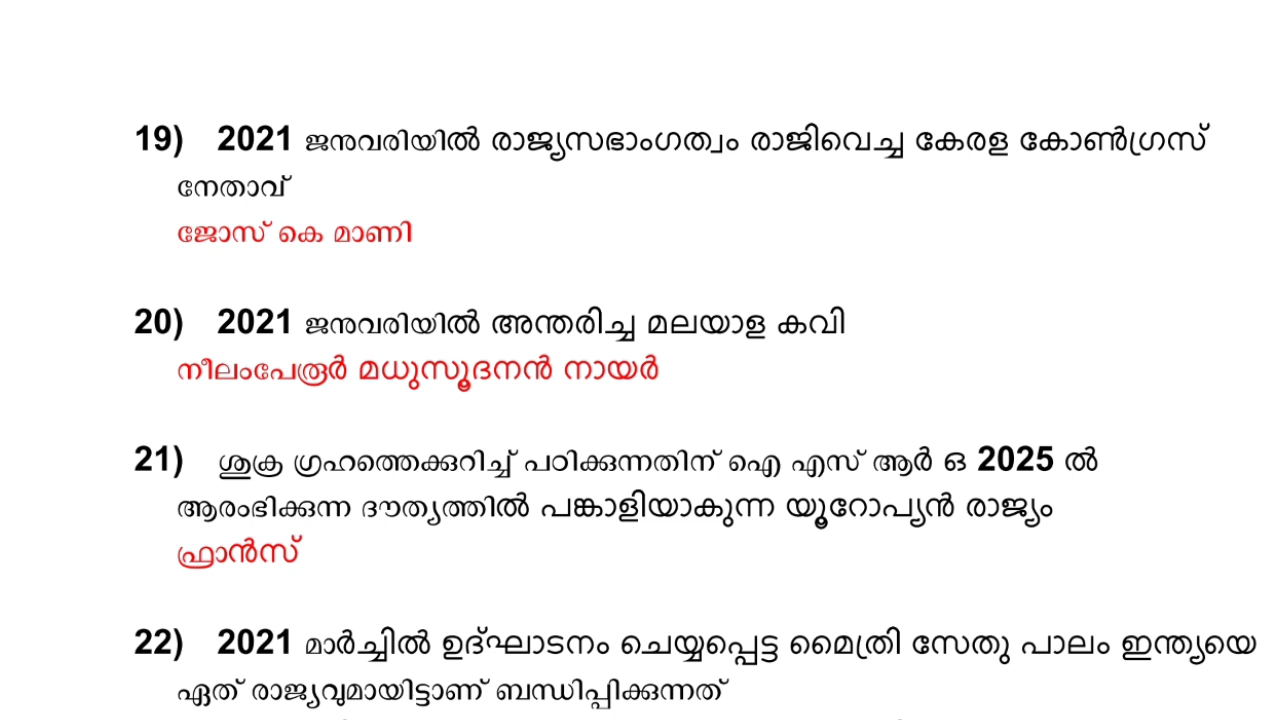 19) 2021 ജനുവരിയിൽ രാജ്യസഭാംഗത്വം രാജിവെച്ച കേരള കോൺഗ്രസ്
നേതാവ്
ജോസ് കെ മാണി
20) 2021 ജനുവരിയിൽ അന്തരിച്ച മലയാള കവി
നീലംപേരൂർ മധുസൂദനൻ നായർ
21) ശുക്ര ഗ്രഹത്തെക്കുറിച്ച് പഠിക്കുന്നതിന് ഐ എസ് ആർ ഒ 2025 ൽ
ആരംഭിക്കുന്ന ദൗത്യത്തിൽ പങ്കാളിയാകുന്ന യൂറോപ്യൻ രാജ്യം
ഫ്രാൻസ്
22) 2021 മാർച്ചിൽ ഉദ്ഘാടനം ചെയ്യപ്പെട്ട മൈത്രി സേതു പാലം ഇന്ത്യയെ
ഏത് രാജ്യവുമായിട്ടാണ് ബന്ധിപ്പിക്കുന്നത്